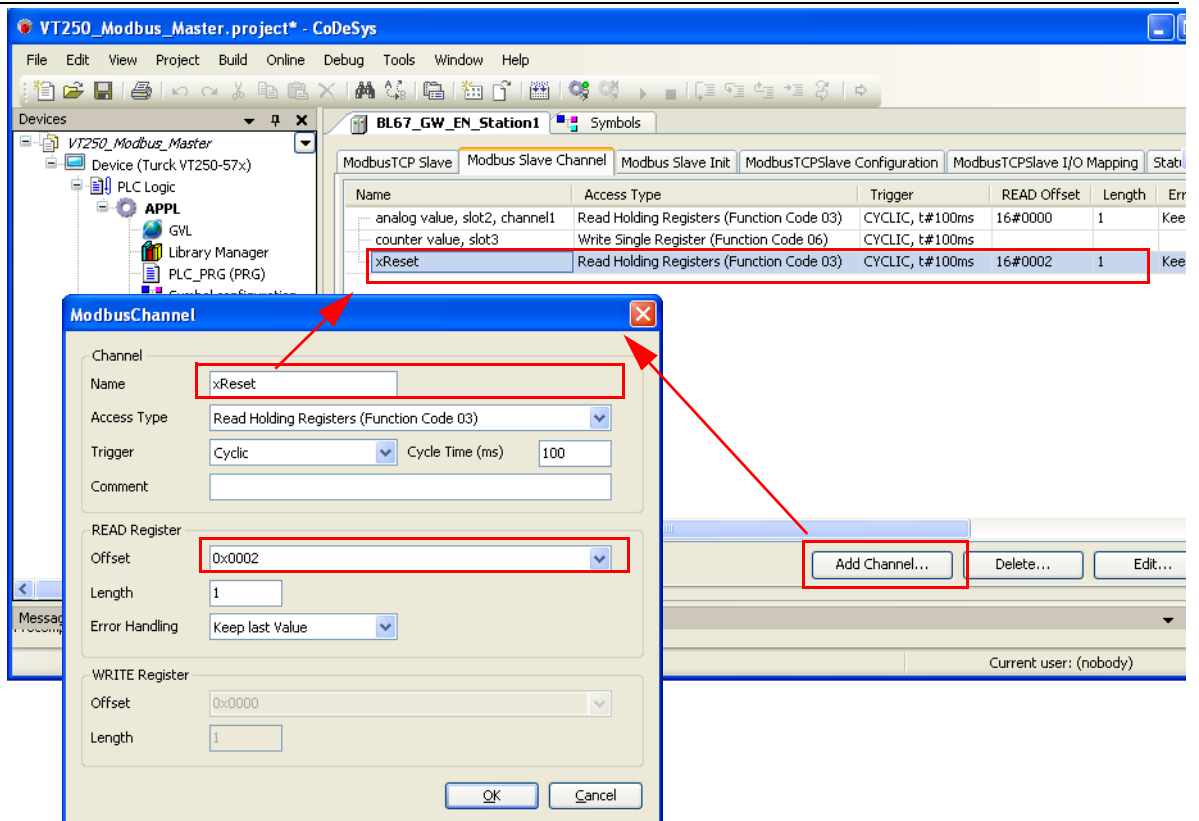 VT250_Modbus_Master.project* - CoDeSys
File Edit View Project Build Online Debug Tools Window Help
Devices
BL67_GW_EN_Station1 Symbols
VT250_Modbus_Master
Device (Turck VT250-57x)
PLC Logic
APPL
GVL
Library Manager
PLC_PRG (PRG)
Symbol configuration
ModbusTCP Slave Modbus Slave Channel Modbus Slave Init ModbusTCPSlave Configuration ModbusTCPSlave I/O Mapping
Name Access Type Trigger READ Offset Length
analog value, slot2, channel1 Read Holding Registers (Function Code 03) CYCLIC, t#100ms 16#0000 1 Kee
counter value, slot3 Write Single Register (Function Code 06) CYCLIC, t#100ms
xReset Read Holding Registers (Function Code 03) CYCLIC, t#100ms 16#0002 1 Kee
ModbusChannel
Channel
Name xReset
Access Type Read Holding Registers (Function Code 03)
Trigger Cyclic Cycle Time (ms) 100
Comment
READ Register
Offset 0x0002
Length 1
Error Handling Keep last Value
WRITE Register
Offset 0x0000
Length 1
OK Cancel
Add Channel... Delete... Edit...
Messag
Current user: (nobody)